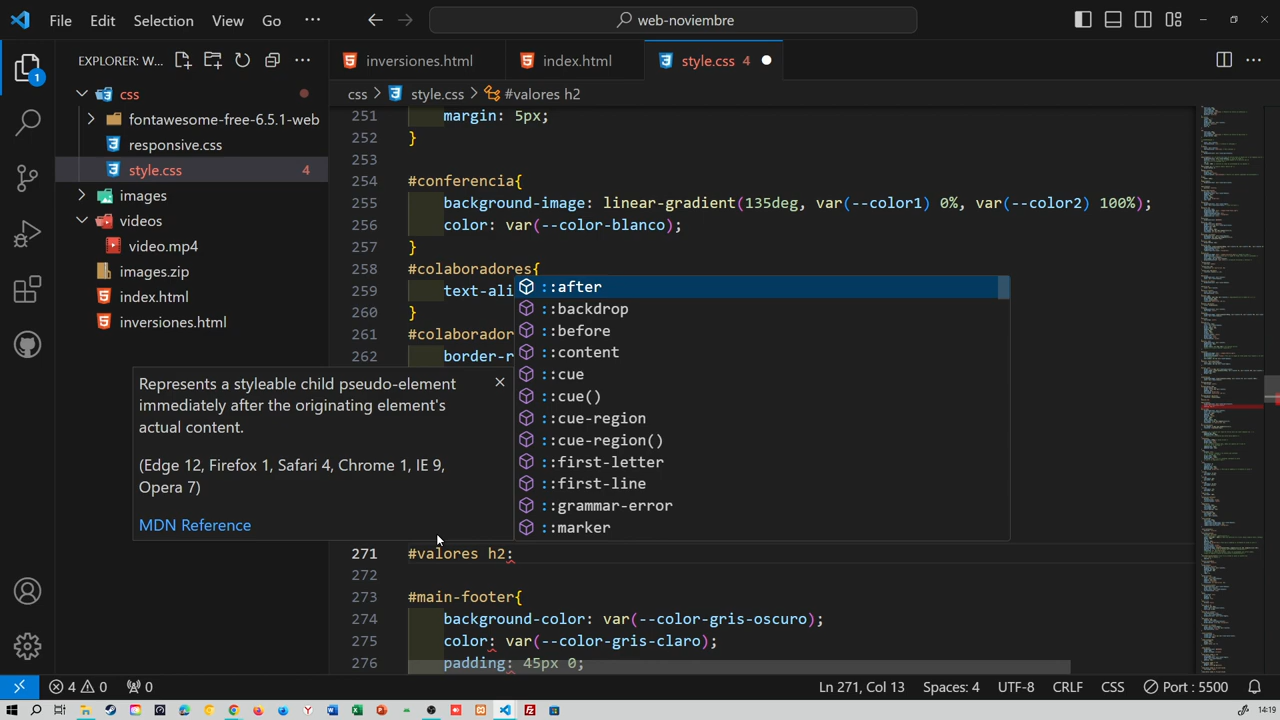 File Edit Selection View Go ··· web-noviembre
EXPLORER: W... ···
inversiones.html index.html style.css 4
css > style.css > #valores h2
css
fontawesome-free-6.5.1-web
responsive.css
style.css 4
images
videos
video.mp4
images.zip
index.html
inversiones.html
251 margin: 5px;
252 }
253
254
255 background-image: linear-gradient(135deg, var(--color1) var(--color2) 100%);
256 color: var(--color-blanco);
257 }
258
259
260 }
261
262 border
::after
::backdrop
::before
::content
::cue
::cue()
::cue-region
::cue-region()
::first-letter
::first-line
::grammar-error
::marker
Represents a styleable child pseudo-element
immediately after the originating element's
actual content.
(Edge 12, Firefox 1, Safari 4, Chrome 1, IE 9,
Opera 7)
MDN Reference
271 #valores h2:
272
273 #main-footer{
274 background-color: var(--color-gris-oscuro);
275 color: var(--color-gris-claro);
276 padding: 15px 0;
4 0 0 Ln 271, Col 13 Spaces: 4 UTF-8 CRLF CSS Port : 5500
14:19